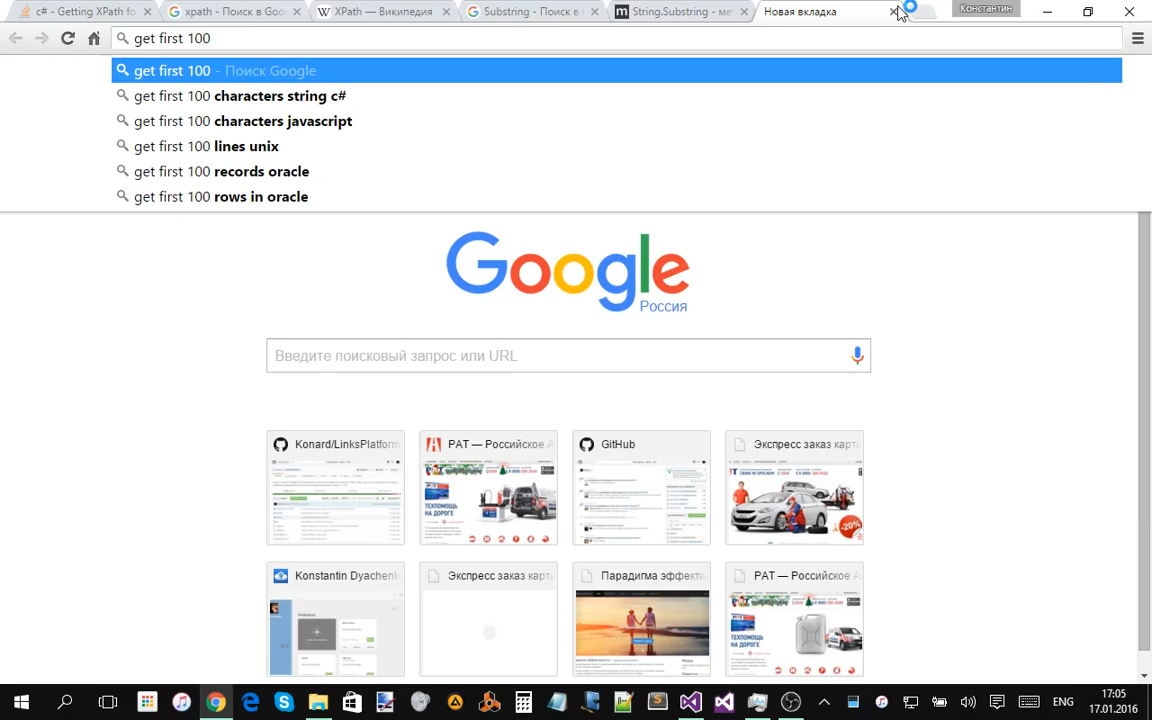 c# - Getting XPath fo
xpath - Поиск в Goo
XPath — Википедия
Substring - Поиск в
String.Substring - ме
Новая вкладка
Константин
get first 100
get first 100 - Поиск Google
get first 100 characters string c#
get first 100 characters javascript
get first 100 lines unix
get first 100 records oracle
get first 100 rows in oracle
Google
Россия
Введите поисковый запрос или URL
Konard/LinksPlatform
РАТ — Российское А
GitHub
Экспресс заказ карт
Konstantin Dyachenk
Экспресс заказ карт
Парадигма эффекти
РАТ — Российское А
ENG
17:05
17.01.2016